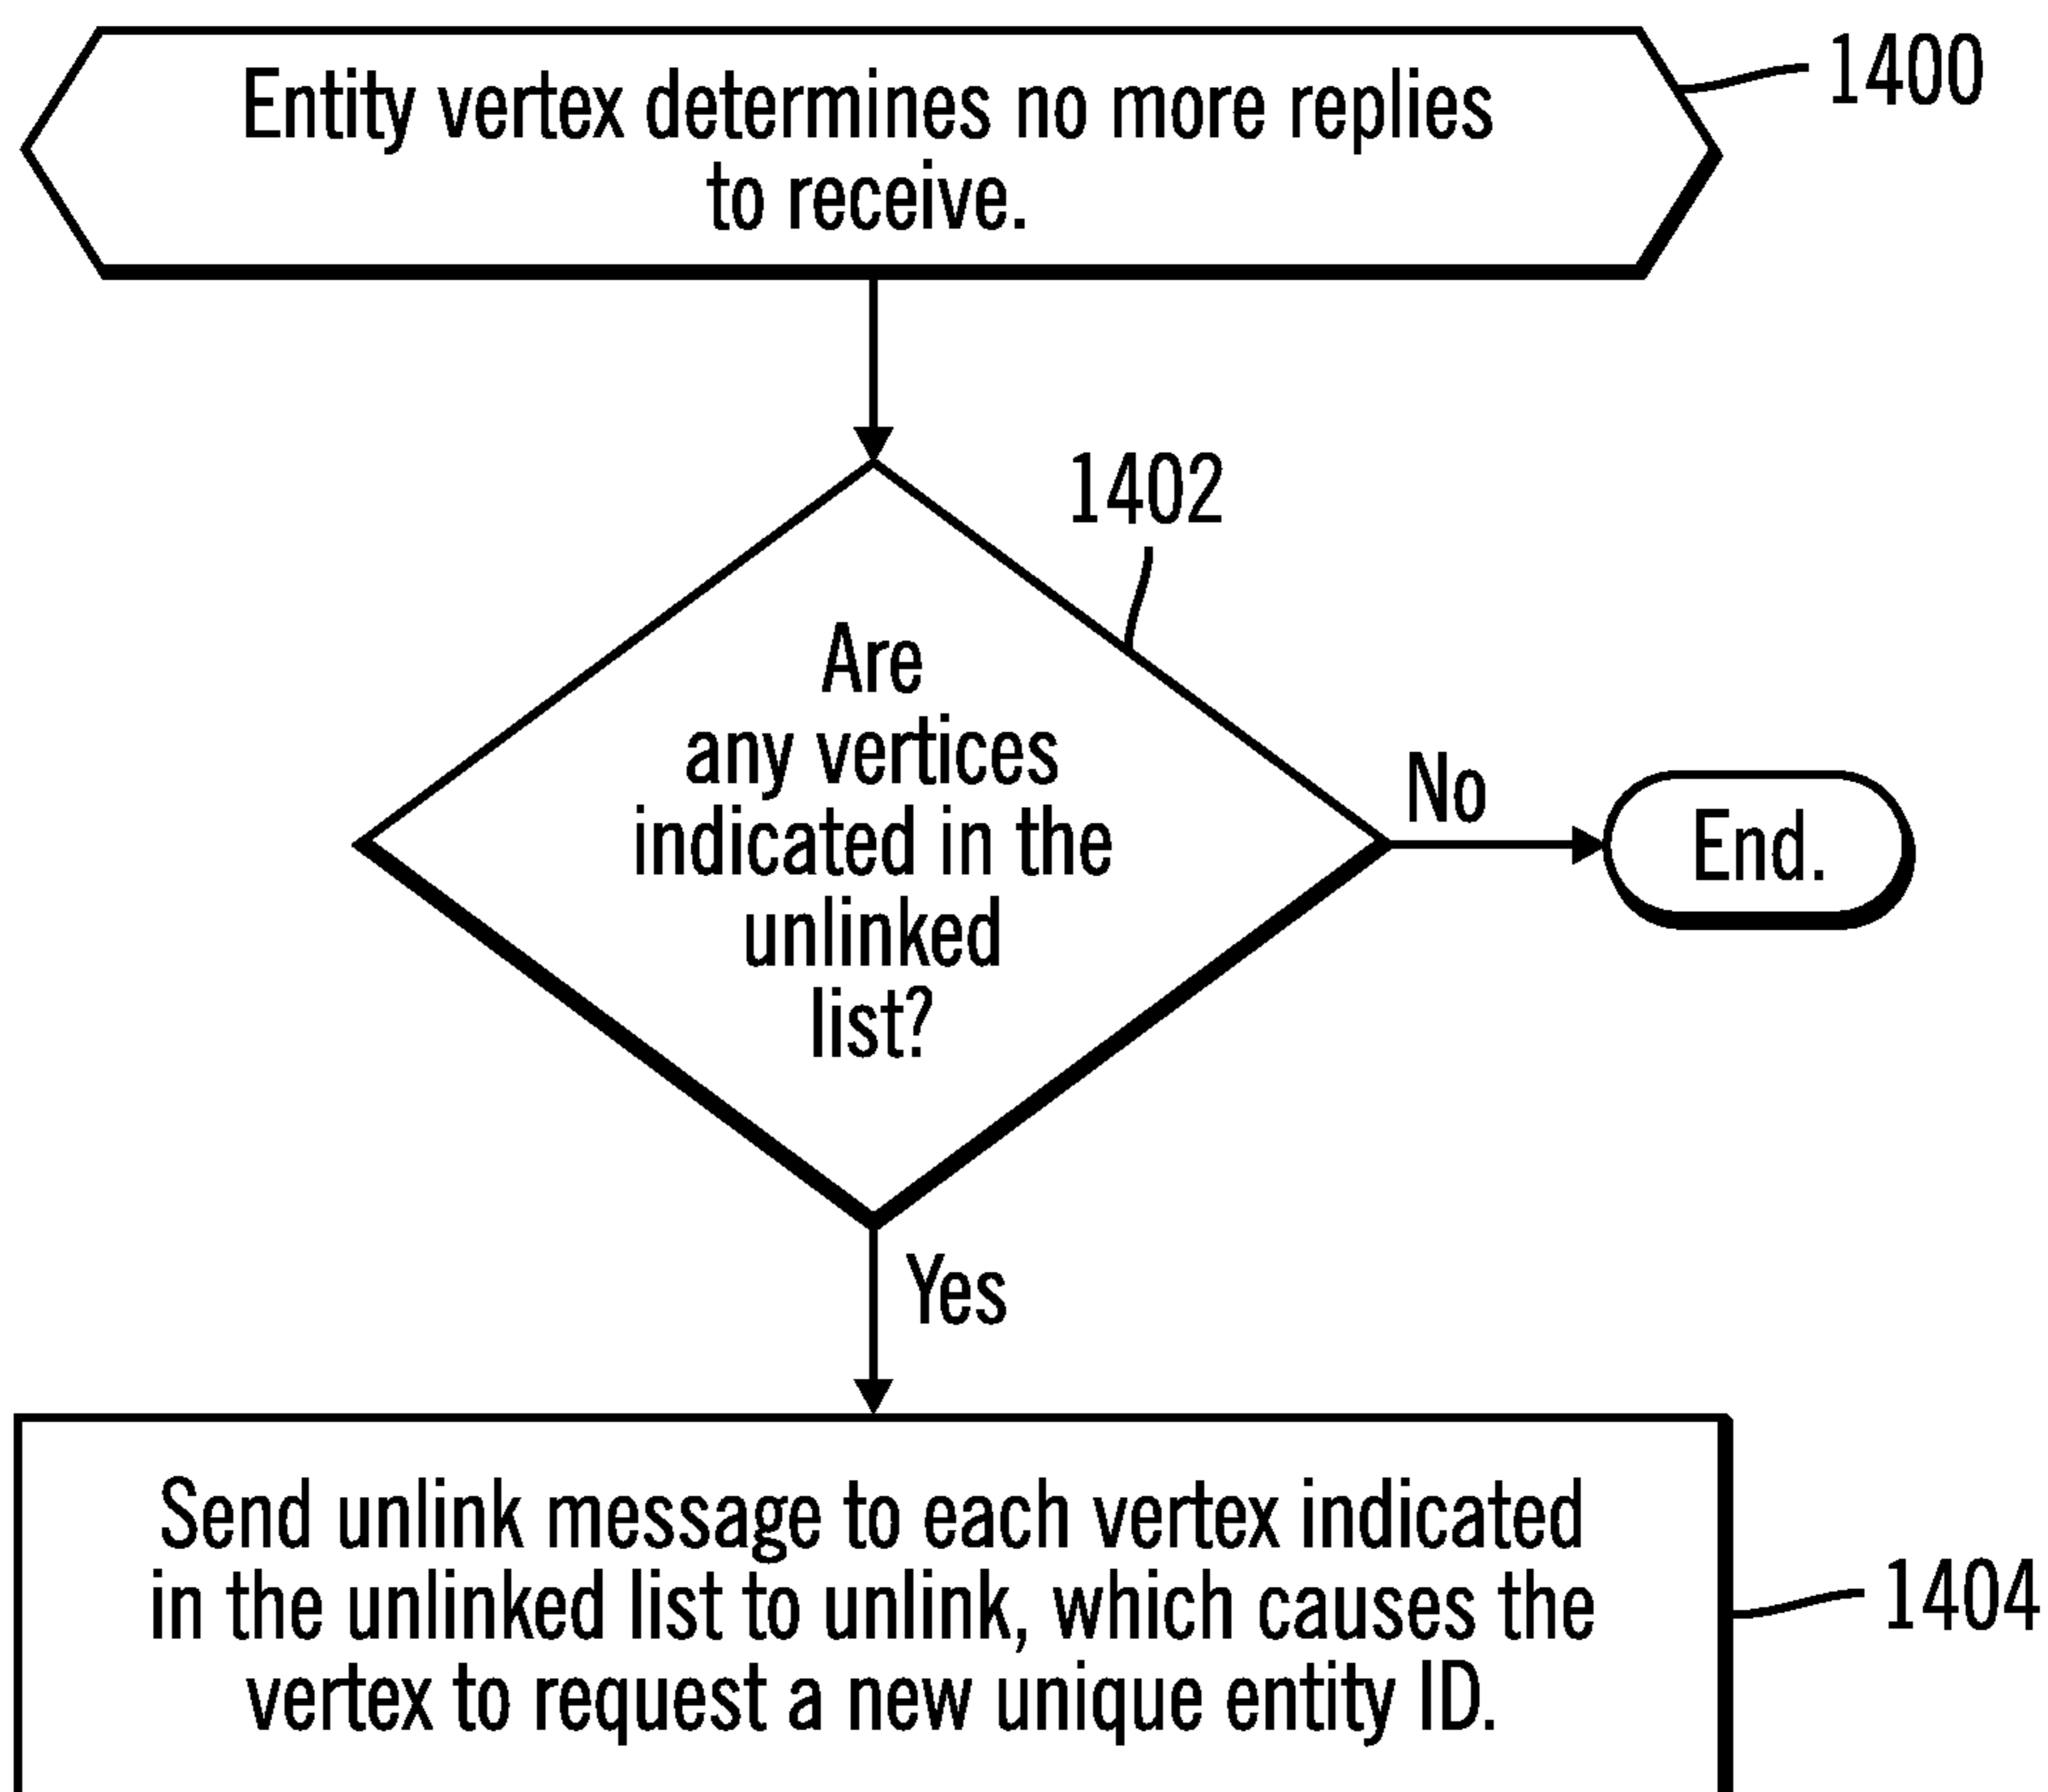 Entity vertex determines no more replies
to receive.
1400
1402
Are
any vertices
indicated in the
unlinked
list?
No
End.
Yes
Send unlink message to each vertex indicated
in the unlinked list to unlink, which causes the
vertex to request a new unique entity ID.
1404